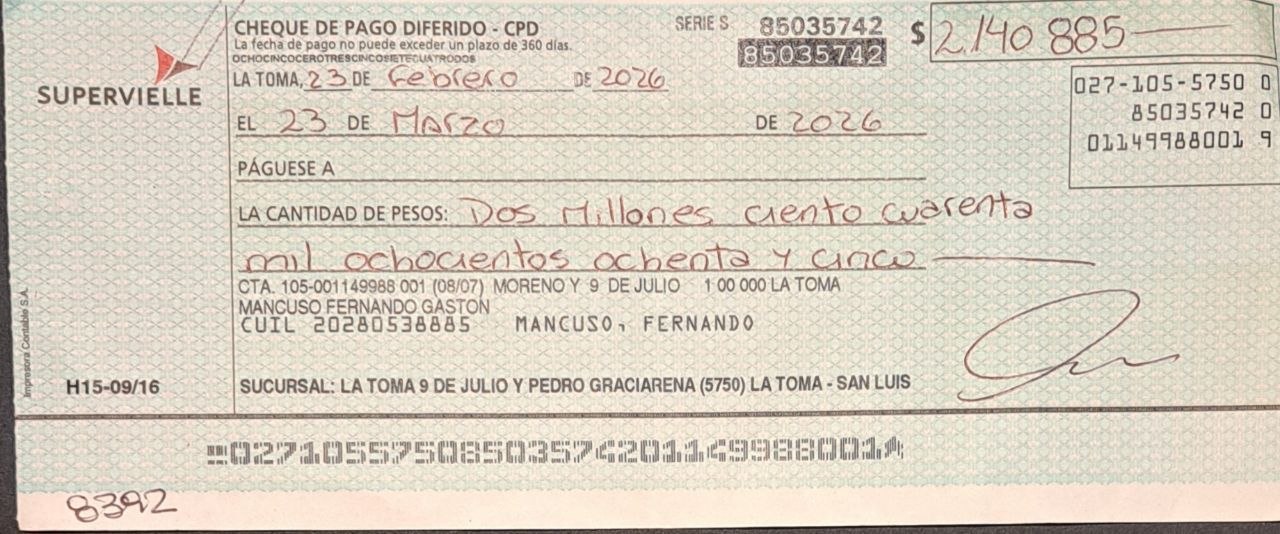 CHEQUE DE PAGO DIFERIDO - CPD
La fecha de pago no puede exceder un plazo de 360 días.
OCHOCINCOCEROTRESCINCOSIETECUATRODOS
SERIE S 85035742
85035742
$ 2.140 885
LA TOMA, 23 DE Febrero DE 2026
SUPERVIELLE
027-105-5750 0
85035742 0
01149988001 9
EL 23 DE Marzo DE 2026
PÁGUESE A
LA CANTIDAD DE PESOS: Dos Millones ciento cuarenta
mil ochocientos ochenta y cinco
CTA. 105-001149988 001 (08/07) MORENO Y 9 DE JULIO 1 00 000 LA TOMA
MANCUSO FERNANDO GASTON
CUIL 20280538885 MANCUSO, FERNANDO
Impresora Contable S.A.
H15-09/16
SUCURSAL: LA TOMA 9 DE JULIO Y PEDRO GRACIARENA (5750) LA TOMA - SAN LUIS
02710557508503574201149988001
8392